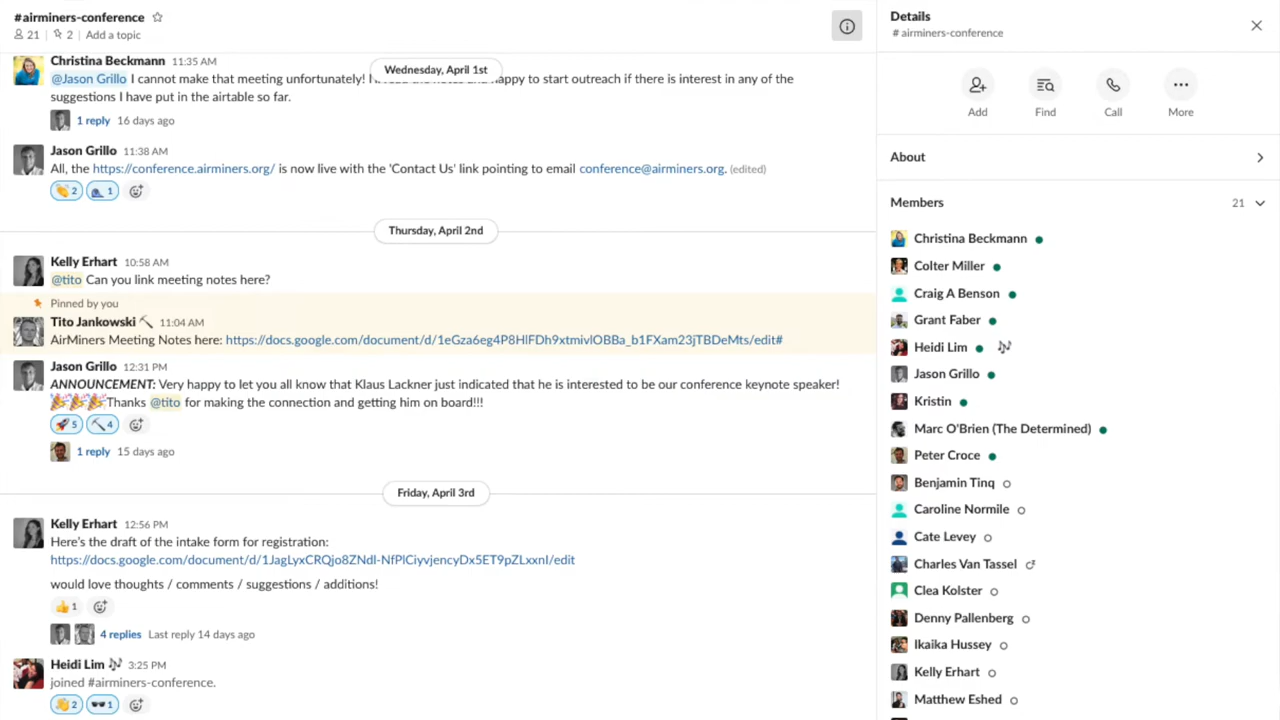 #airminers-conference
21 | 2 | Add a topic
Christina Beckmann 11:35 AM
Wednesday, April 1st
@Jason Grillo I cannot make that meeting unfortunately! I happy to start outreach if there is interest in any of the
suggestions I have put in the airtable so far.
1 reply 16 days ago
Jason Grillo 11:38 AM
All, the https://conference.airminers.org/ is now live with the 'Contact Us' link pointing to email conference@airminers.org. (edited)
2 1
Thursday, April 2nd
Kelly Erhart 10:58 AM
@tito Can you link meeting notes here?
Pinned by you
Tito Jankowski 11:04 AM
AirMiners Meeting Notes here: https://docs.google.com/document/d/1eGza6eg4P8HlFDh9xtmivlOBBa_b1FXam23jTBDeMts/edit#
Jason Grillo 12:31 PM
ANNOUNCEMENT: Very happy to let you all know that Klaus Lackner just indicated that he is interested to be our conference keynote speaker!
🎉🎉🎉Thanks @tito for making the connection and getting him on board!!!
5 4
1 reply 15 days ago
Friday, April 3rd
Kelly Erhart 12:56 PM
Here's the draft of the intake form for registration:
https://docs.google.com/document/d/1JagLyxCRQjo8ZNdI-NfPlCiyvjencyDx5ET9pZLxxnI/edit
would love thoughts / comments / suggestions / additions!
1
4 replies Last reply 14 days ago
Heidi Lim 3:25 PM
joined #airminers-conference.
2 1
Details
# airminers-conference
Add Find Call More
About
Members 21
Christina Beckmann
Colter Miller
Craig A Benson
Grant Faber
Heidi Lim
Jason Grillo
Kristin
Marc O'Brien (The Determined)
Peter Croce
Benjamin Tinq
Caroline Normile
Cate Levey
Charles Van Tassel
Clea Kolster
Denny Pallenberg
Ikaika Hussey
Kelly Erhart
Matthew Eshed